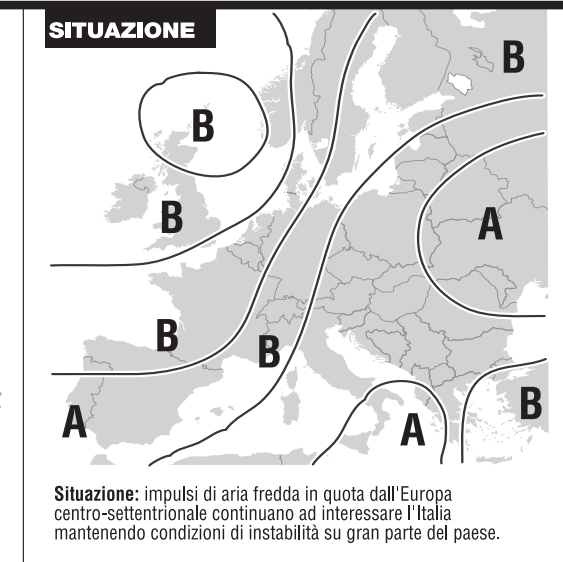 SITUAZIONE
B
B
B
A
B
B
B
A
A
B
Situazione: impulsi di aria fredda in quota dall'Europa
centro-settentrionale continuano ad interessare l'Italia
mantenendo condizioni di instabilità su gran parte del paese.